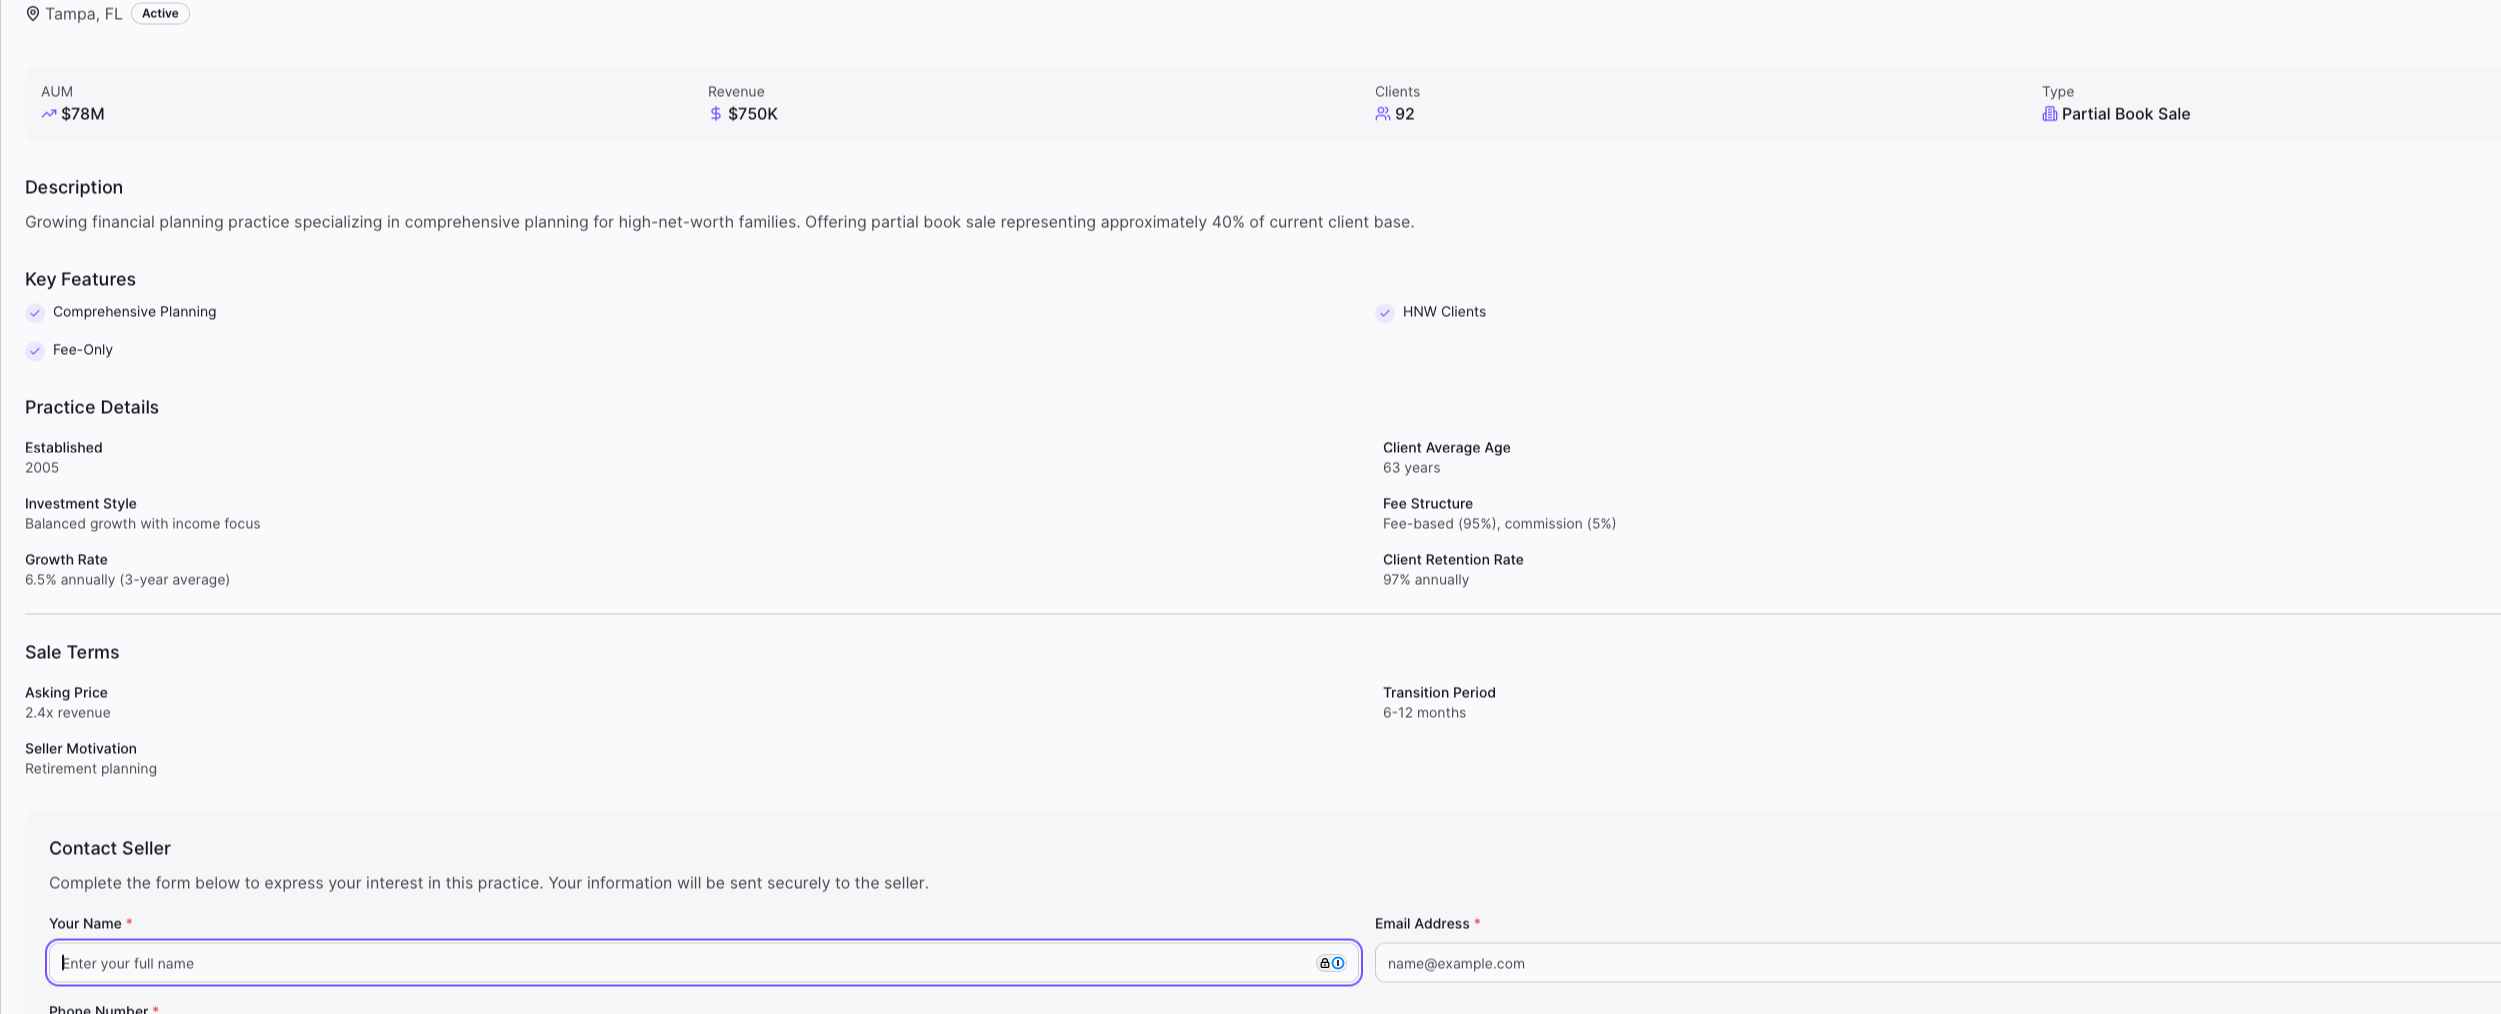 Tampa, FL Active
AUM Revenue Clients Type
$78M $750K 92 Partial Book Sale
Description
Growing financial planning practice specializing in comprehensive planning for high-net-worth families. Offering partial book sale representing approximately 40% of current client base.
Key Features
Comprehensive Planning HNW Clients
Fee-Only
Practice Details
Established Client Average Age
2005 63 years
Investment Style Fee Structure
Balanced growth with income focus Fee-based (95%), commission (5%)
Growth Rate Client Retention Rate
6.5% annually (3-year average) 97% annually
Sale Terms
Asking Price Transition Period
2.4x revenue 6-12 months
Seller Motivation
Retirement planning
Contact Seller
Complete the form below to express your interest in this practice. Your information will be sent securely to the seller.
Your Name * Email Address *
Enter your full name name@example.com
Phone Number *